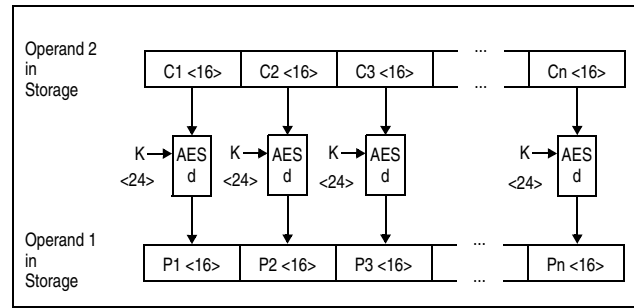 Operand 2
in
Storage
C1 <16> C2 <16> C3 <16> ... ... Cn <16>
K AES d K AES d K AES d K AES d
<24> <24> <24> <24>
Operand 1
in
Storage
P1 <16> P2 <16> P3 <16> ... ... Pn <16>